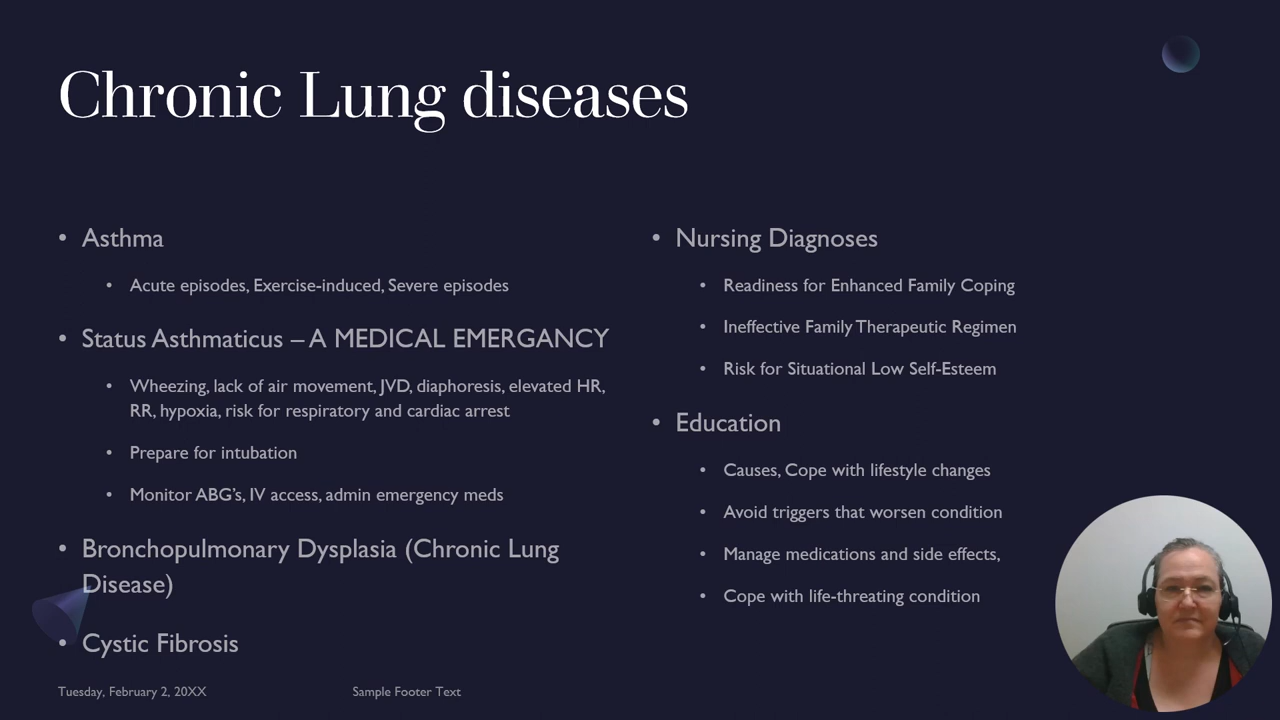 Chronic Lung diseases
• Asthma
• Acute episodes, Exercise-induced, Severe episodes
• Status Asthmaticus – A MEDICAL EMERGANCY
• Wheezing, lack of air movement, JVD, diaphoresis, elevated HR,
RR, hypoxia, risk for respiratory and cardiac arrest
• Prepare for intubation
• Monitor ABG's, IV access, admin emergency meds
• Bronchopulmonary Dysplasia (Chronic Lung
Disease)
• Cystic Fibrosis
• Nursing Diagnoses
• Readiness for Enhanced Family Coping
• Ineffective Family Therapeutic Regimen
• Risk for Situational Low Self-Esteem
• Education
• Causes, Cope with lifestyle changes
• Avoid triggers that worsen condition
• Manage medications and side effects,
• Cope with life-threating condition
Tuesday, February 2, 20XX
Sample Footer Text